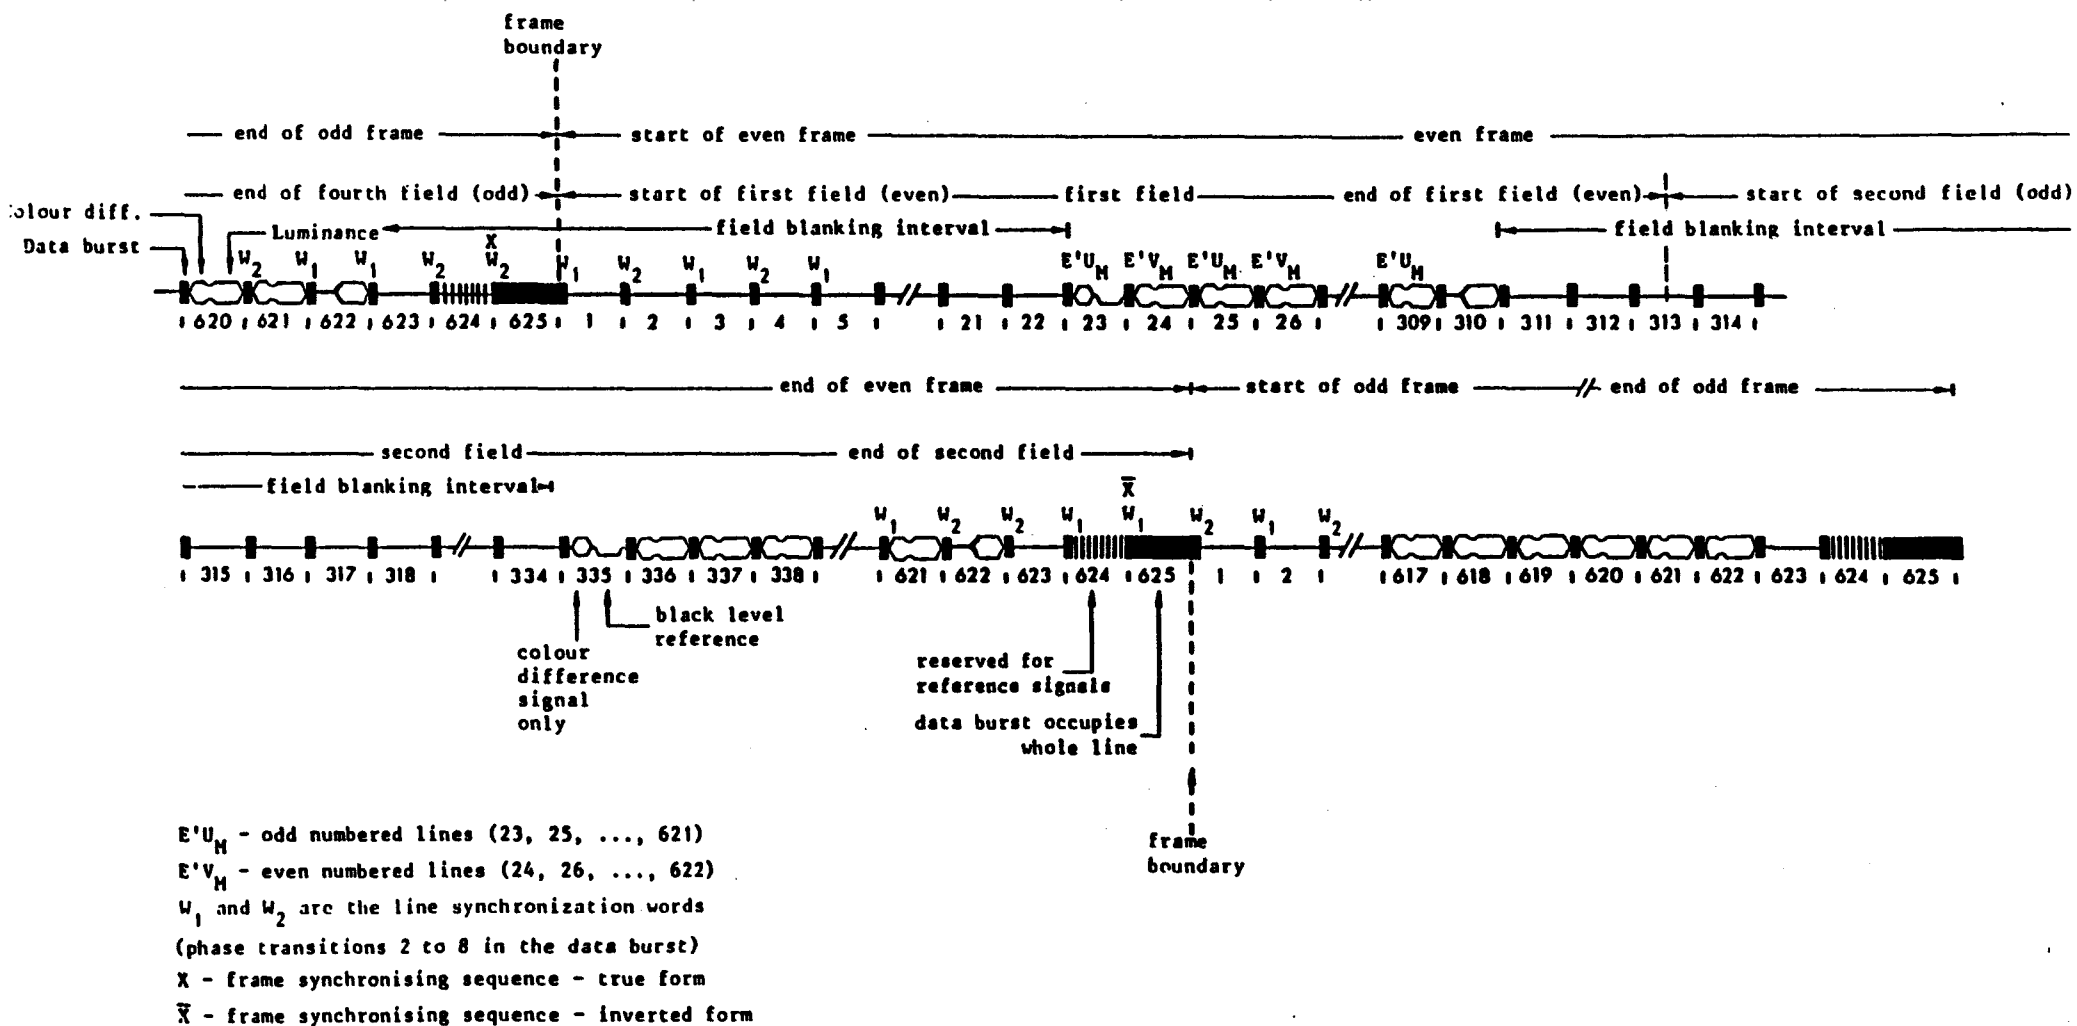 frame
boundary
end of odd frame start of even frame even frame
end of fourth field (odd) start of first field (even) first field end of first field (even) start of second field (odd)
olour diff.
Luminance field blanking interval field blanking interval
Data burst
X
W2 W1 W1 W2 W2 W1 W2 W1 W2 W1 E'UM E'VM E'UM E'VM E'UM
620 621 622 623 624 625 1 2 3 4 5 21 22 23 24 25 26 309 310 311 312 313 314
end of even frame start of odd frame end of odd frame
second field end of second field
field blanking interval
X̅
W1 W2 W2 W1 W1 W2 W1 W2
315 316 317 318 334 335 336 337 338 621 622 623 624 625 1 2 617 618 619 620 621 622 623 624 625
black level
reference
colour
difference
signal
only
reserved for
reference signals
data burst occupies
whole line
frame
boundary
E'UM - odd numbered lines (23, 25, ..., 621)
E'VM - even numbered lines (24, 26, ..., 622)
W1 and W2 are the line synchronization words
(phase transitions 2 to 8 in the data burst)
X - frame synchronising sequence - true form
X̅ - frame synchronising sequence - inverted form